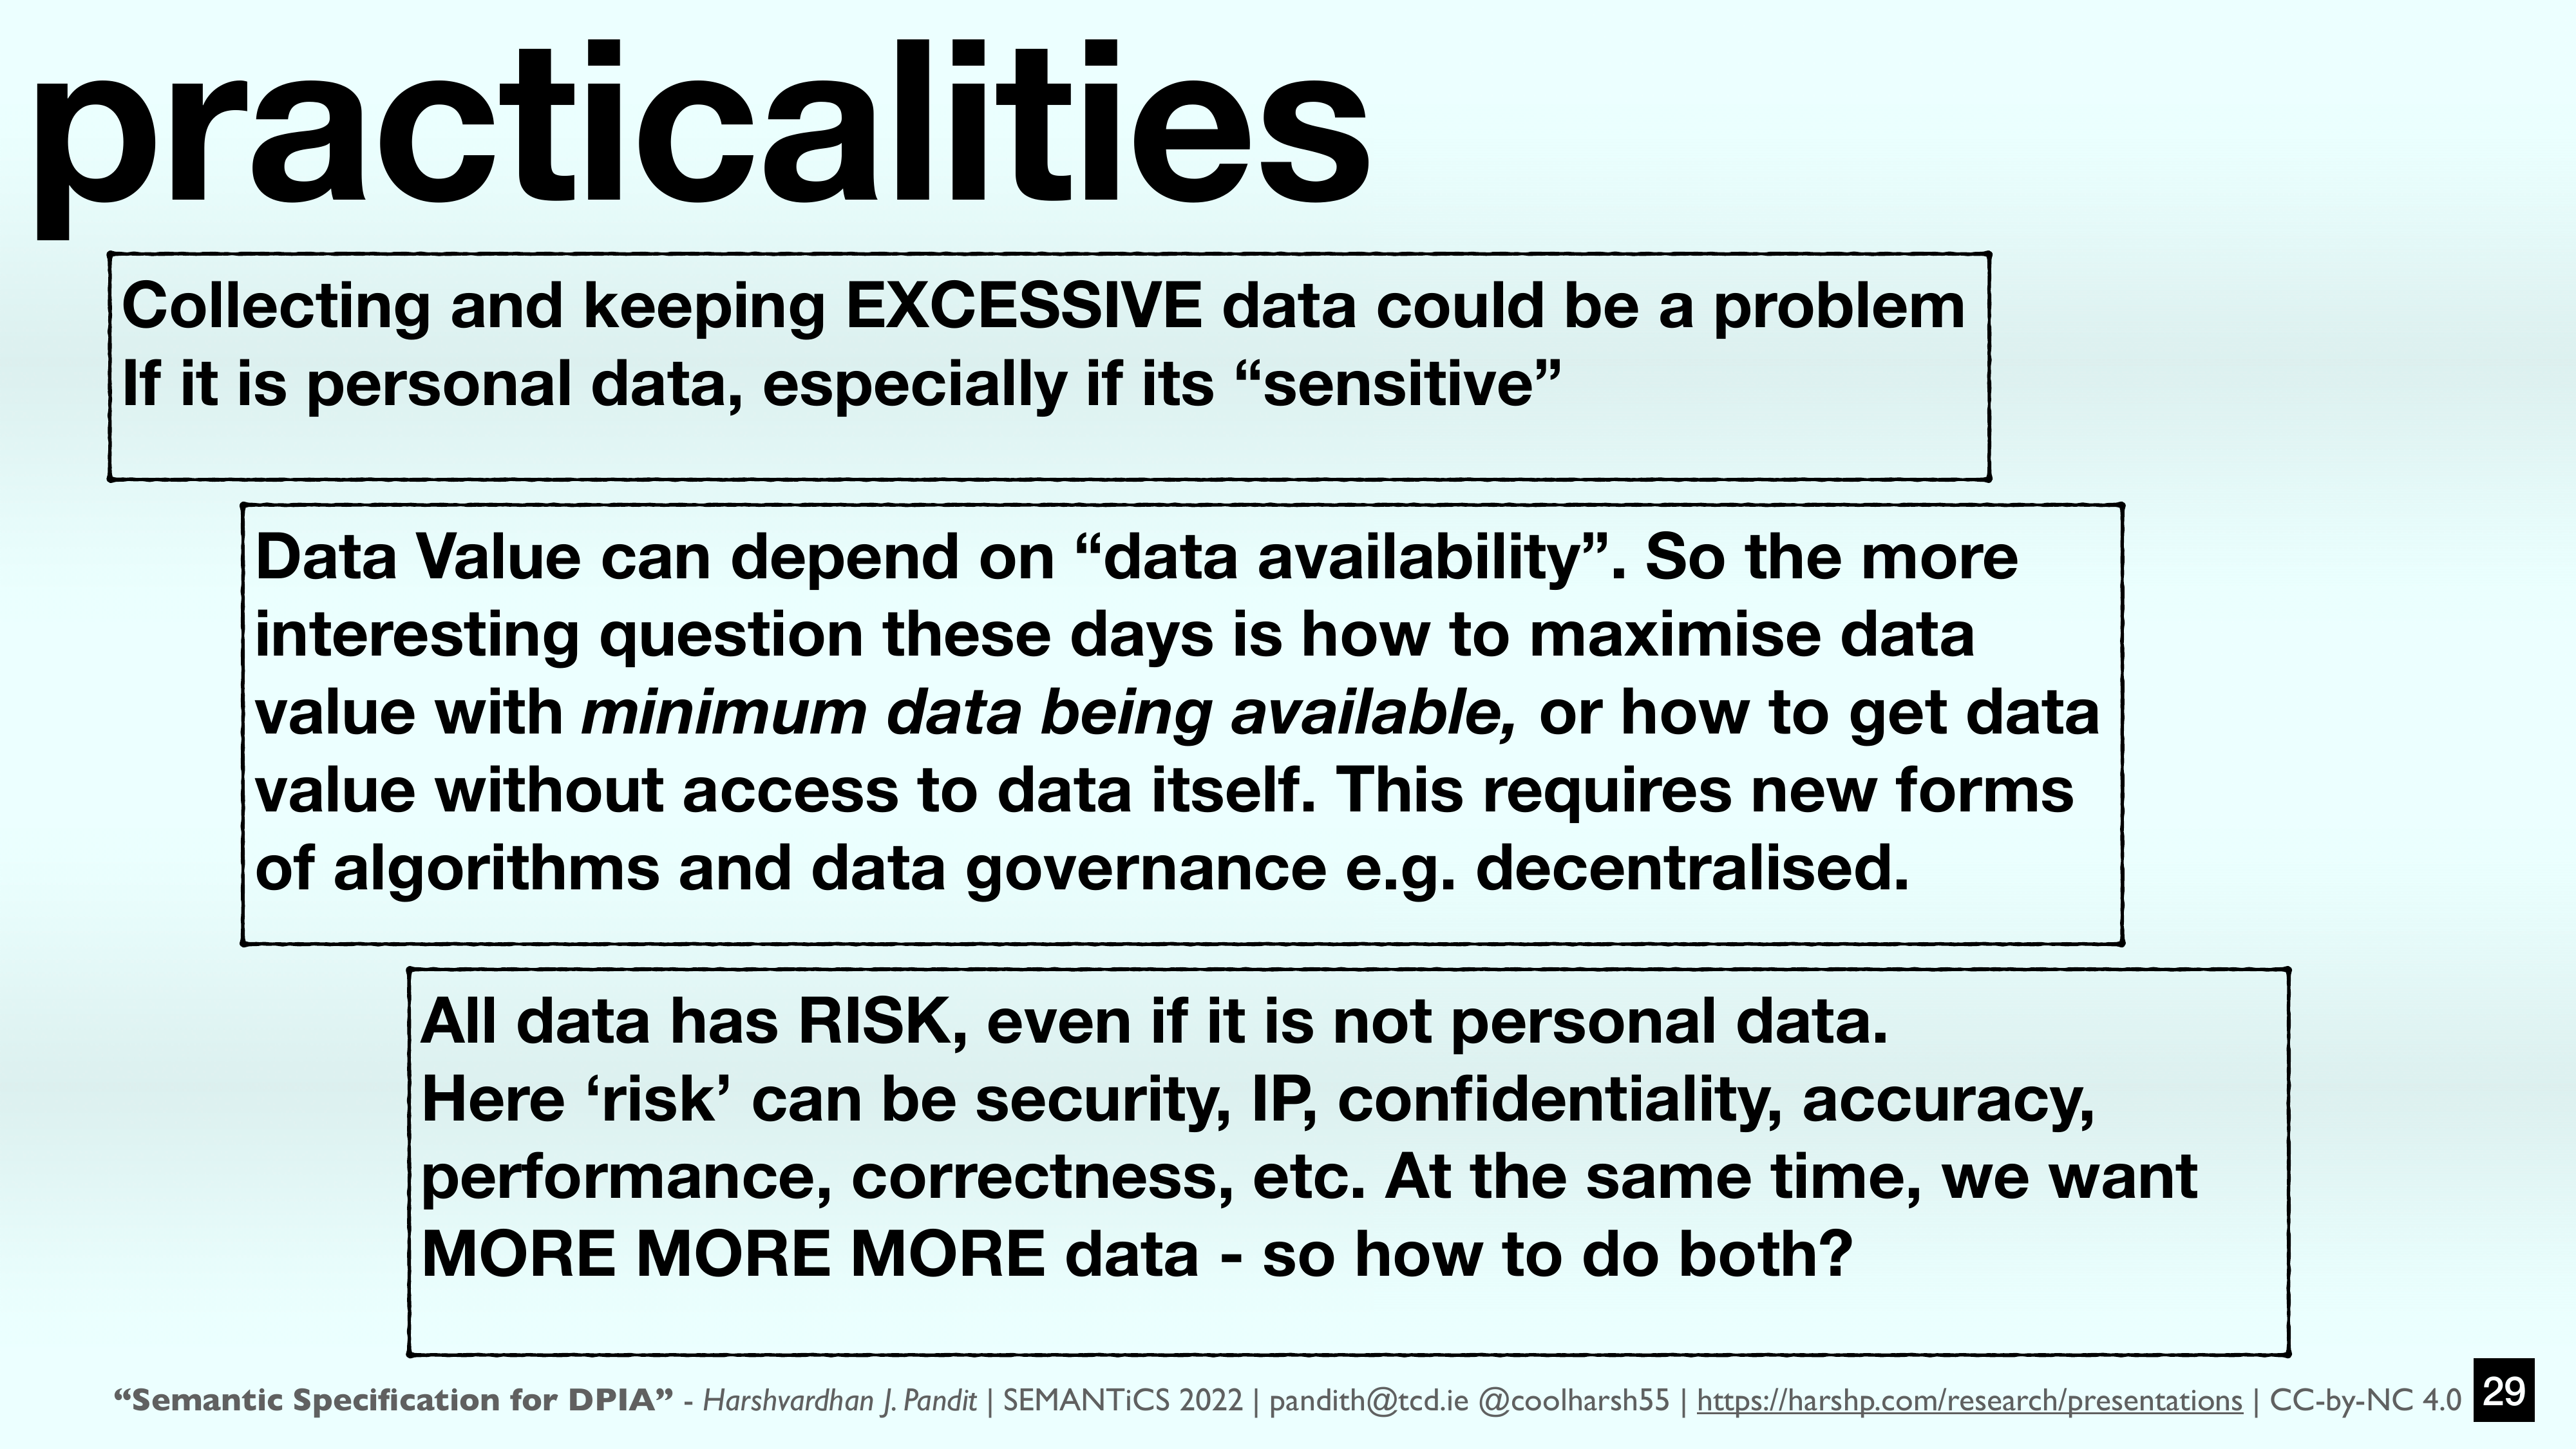 practicalities
Collecting and keeping EXCESSIVE data could be a problem
If it is personal data, especially if its “sensitive”
Data Value can depend on “data availability”. So the more
interesting question these days is how to maximise data
value with minimum data being available, or how to get data
value without access to data itself. This requires new forms
of algorithms and data governance e.g. decentralised.
All data has RISK, even if it is not personal data.
Here ‘risk’ can be security, IP, confidentiality, accuracy,
performance, correctness, etc. At the same time, we want
MORE MORE MORE data - so how to do both?
“Semantic Specification for DPIA” - Harshvardhan J. Pandit | SEMANTiCS 2022 | pandith@tcd.ie @coolharsh55 | https://harshp.com/research/presentations | CC-by-NC 4.0 29